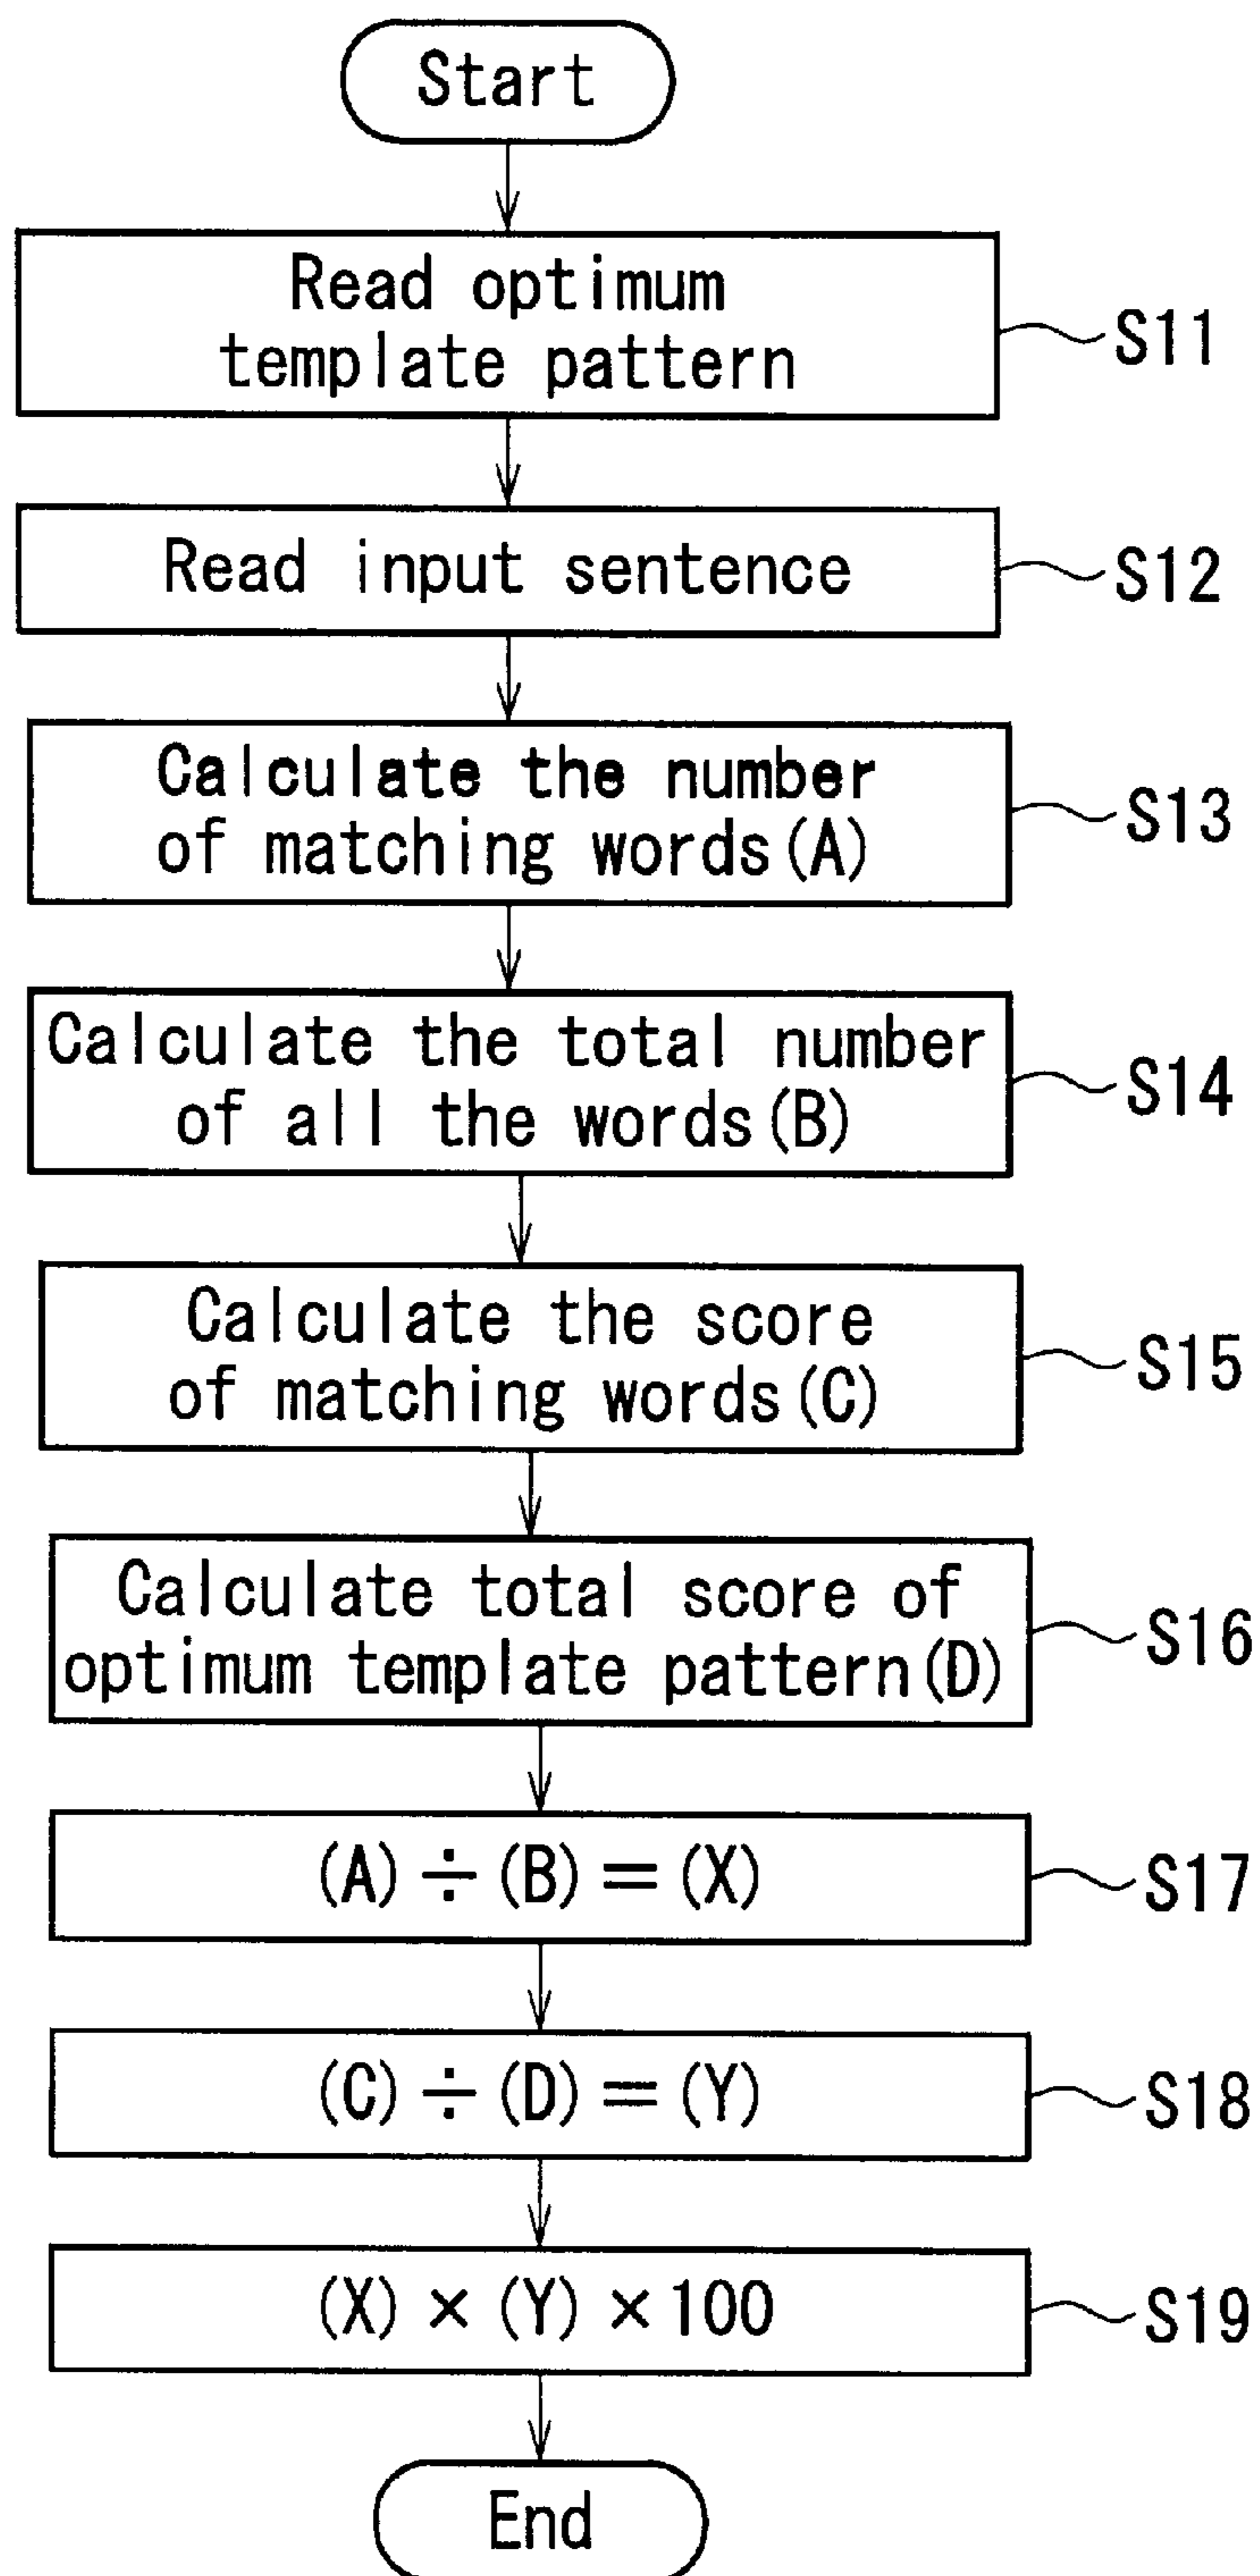 Start
Read optimum
template pattern
S11
Read input sentence
S12
Calculate the number
of matching words(A)
S13
Calculate the total number
of all the words(B)
S14
Calculate the score
of matching words(C)
S15
Calculate total score of
optimum template pattern(D)
S16
(A)÷(B)=(X)
S17
(C)÷(D)=(Y)
S18
(X)×(Y)×100
S19
End